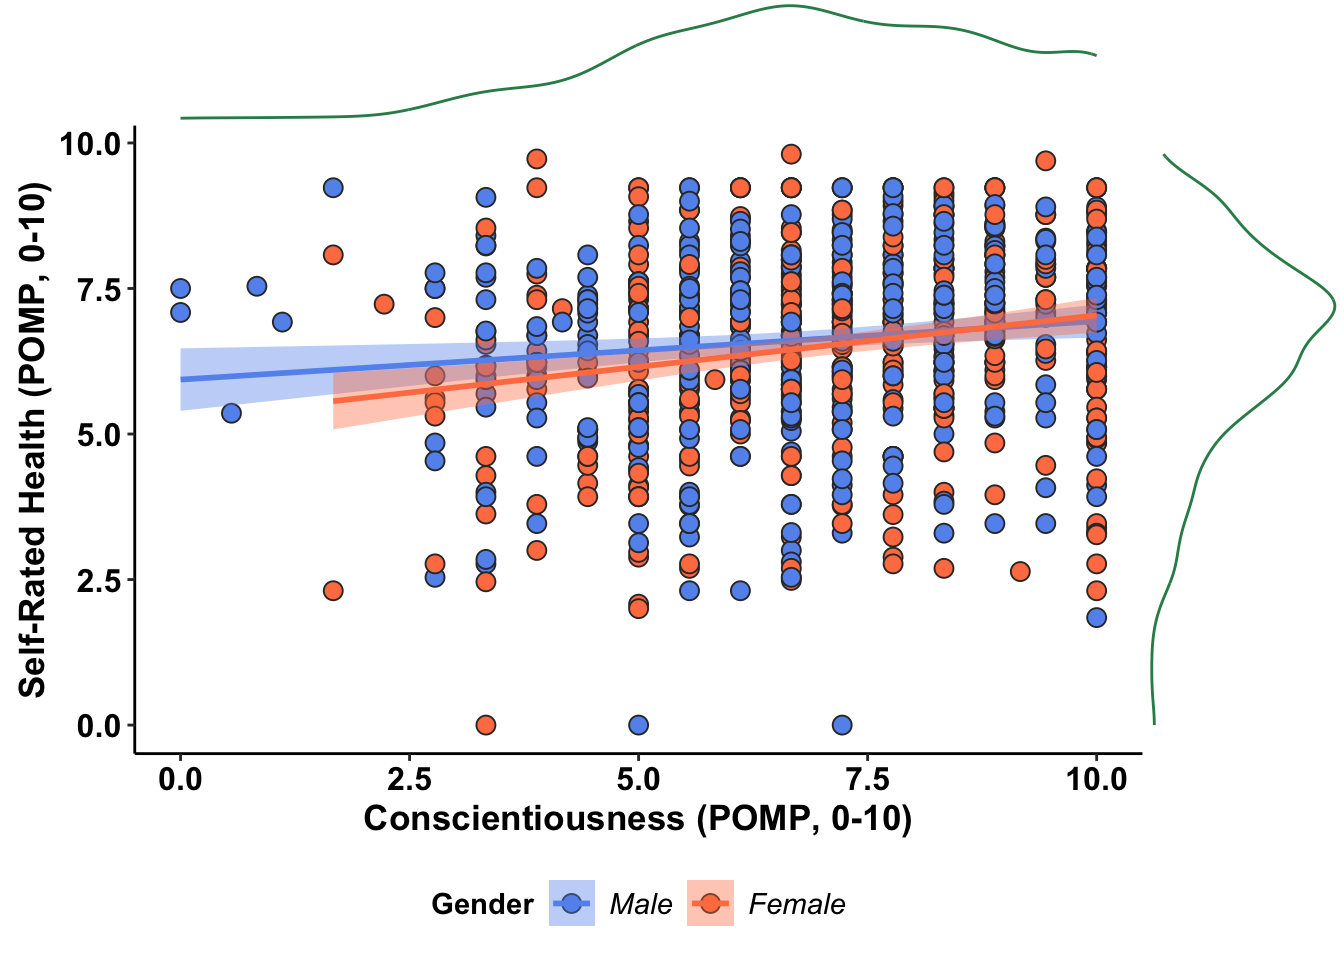 10.0
7.5
5.0
2.5
0.0
Self-Rated Health (POMP, 0-10)
0.0 2.5 5.0 7.5 10.0
Conscientiousness (POMP, 0-10)
Gender Male Female